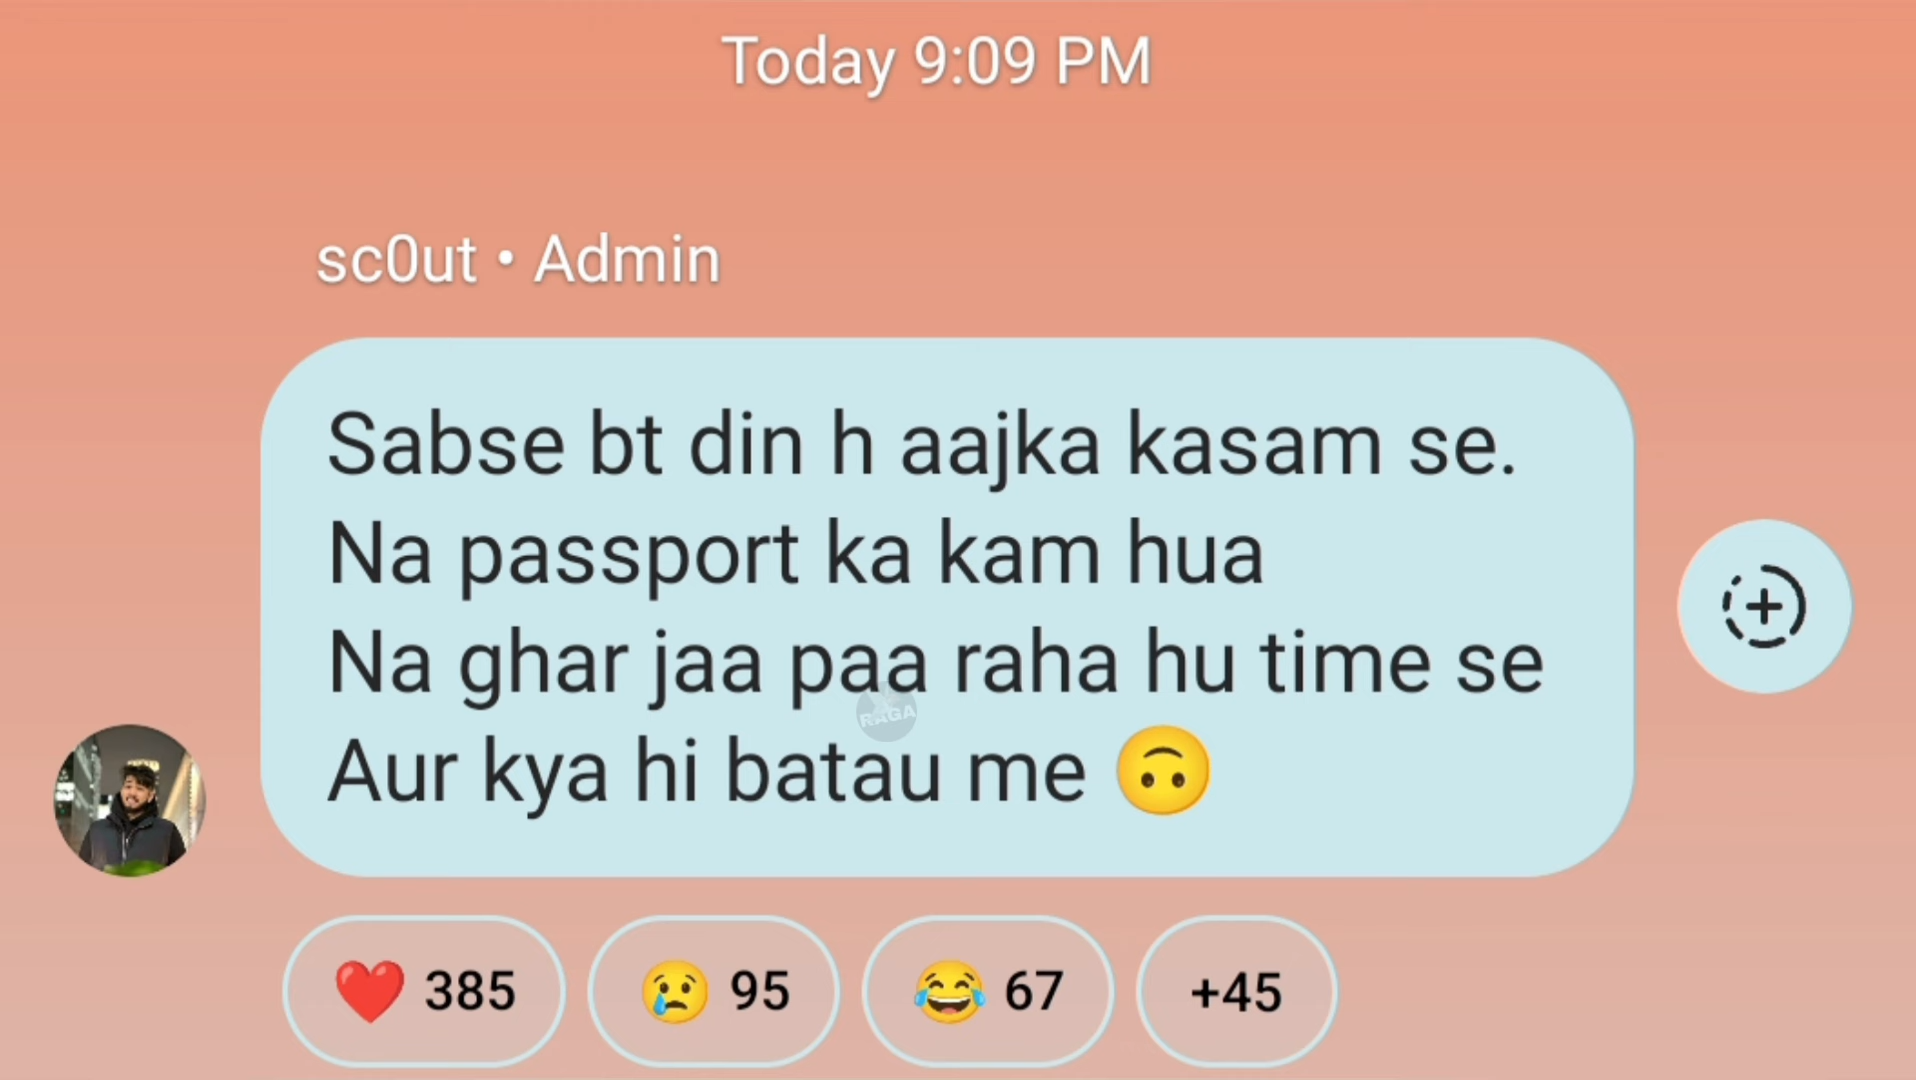 Today 9:09 PM
sc0ut • Admin
Sabse bt din h aajka kasam se.
Na passport ka kam hua
Na ghar jaa paa raha hu time se
RAGA
Aur kya hi batau me 🙃
❤️ 385 😢 95 😂 67 +45